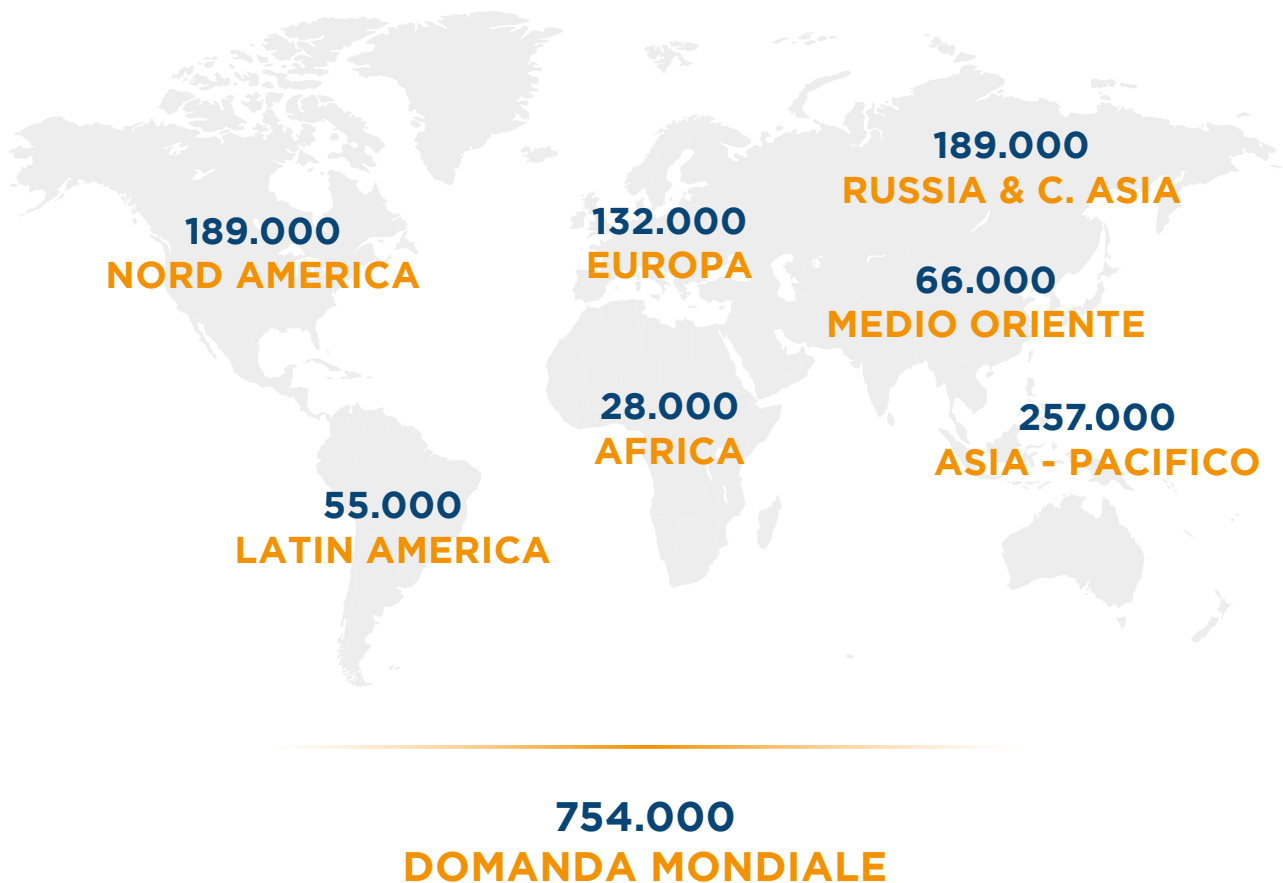 189.000
RUSSIA & C. ASIA
189.000
NORD AMERICA
132.000
EUROPA
66.000
MEDIO ORIENTE
28.000
AFRICA
257.000
ASIA - PACIFICO
55.000
LATIN AMERICA
754.000
DOMANDA MONDIALE